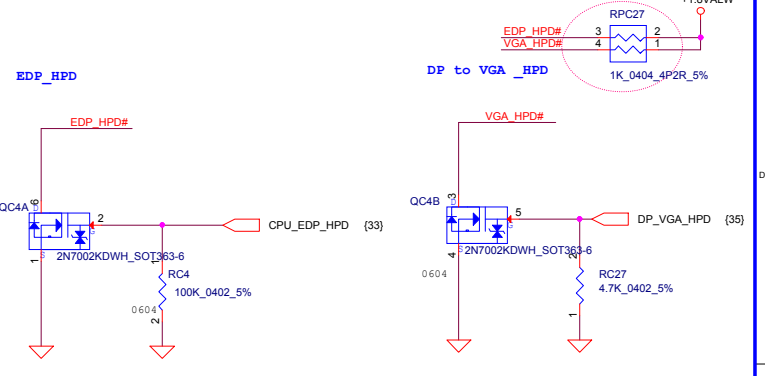 RPC27
EDP_HPD# 3 2
VGA_HPD# 4 1
1K_0404_4P2R_5%
EDP_HPD
DP to VGA _HPD
EDP_HPD#
VGA_HPD#
D
QC4A
6
D
2
G
CPU_EDP_HPD {33}
S
1
2N7002KDWH_SOT363-6
1
RC4
100K_0402_5%
0604
2
QC4B
3
D
5
G
DP_VGA_HPD {35}
S
4
2N7002KDWH_SOT363-6
0604
2
RC27
4.7K_0402_5%
1